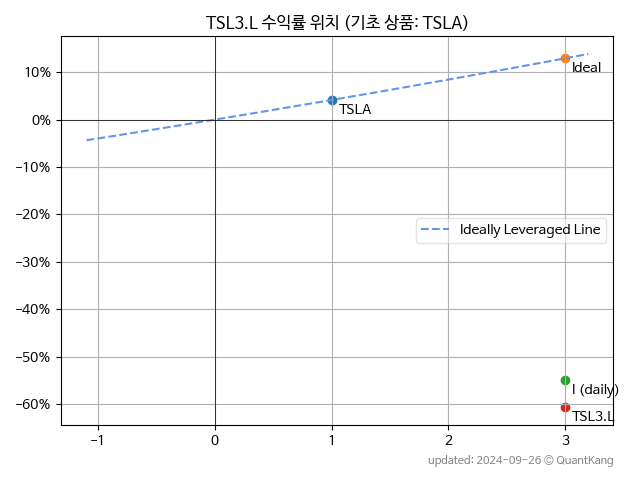 TSL3.L 수익률 위치 (기초 상품: TSLA)
10%
0%
−10%
−20%
−30%
−40%
−50%
−60%
Ideal
TSLA
Ideally Leveraged Line
I (daily)
TSL3.L
−1
0
1
2
3
updated: 2024-09-26 © QuantKang